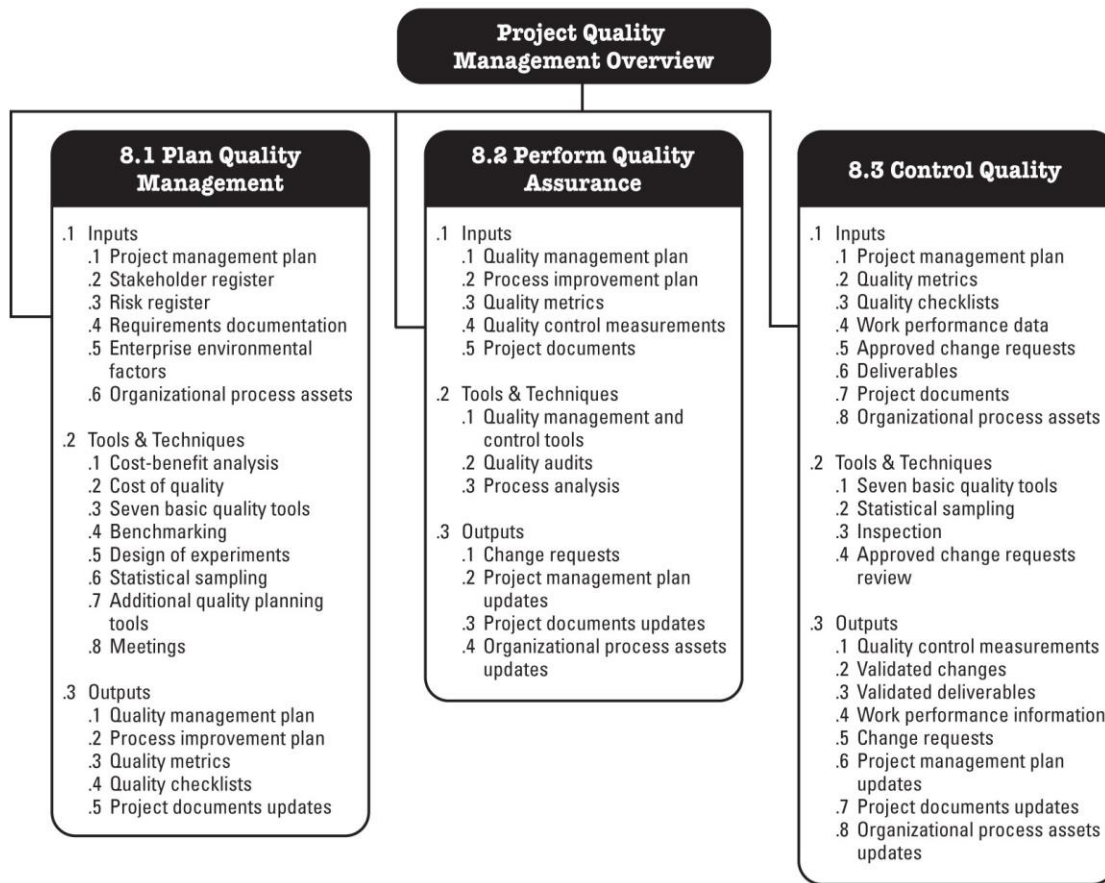 Project Quality
Management Overview
8.1 Plan Quality
Management
.1 Inputs
.1 Project management plan
.2 Stakeholder register
.3 Risk register
.4 Requirements documentation
.5 Enterprise environmental
factors
.6 Organizational process assets
.2 Tools & Techniques
.1 Cost-benefit analysis
.2 Cost of quality
.3 Seven basic quality tools
.4 Benchmarking
.5 Design of experiments
.6 Statistical sampling
.7 Additional quality planning
tools
.8 Meetings
.3 Outputs
.1 Quality management plan
.2 Process improvement plan
.3 Quality metrics
.4 Quality checklists
.5 Project documents updates
8.2 Perform Quality
Assurance
.1 Inputs
.1 Quality management plan
.2 Process improvement plan
.3 Quality metrics
.4 Quality control measurements
.5 Project documents
.2 Tools & Techniques
.1 Quality management and
control tools
.2 Quality audits
.3 Process analysis
.3 Outputs
.1 Change requests
.2 Project management plan
updates
.3 Project documents updates
.4 Organizational process assets
updates
8.3 Control Quality
.1 Inputs
.1 Project management plan
.2 Quality metrics
.3 Quality checklists
.4 Work performance data
.5 Approved change requests
.6 Deliverables
.7 Project documents
.8 Organizational process assets
.2 Tools & Techniques
.1 Seven basic quality tools
.2 Statistical sampling
.3 Inspection
.4 Approved change requests
review
.3 Outputs
.1 Quality control measurements
.2 Validated changes
.3 Validated deliverables
.4 Work performance information
.5 Change requests
.6 Project management plan
updates
.7 Project documents updates
.8 Organizational process assets
updates